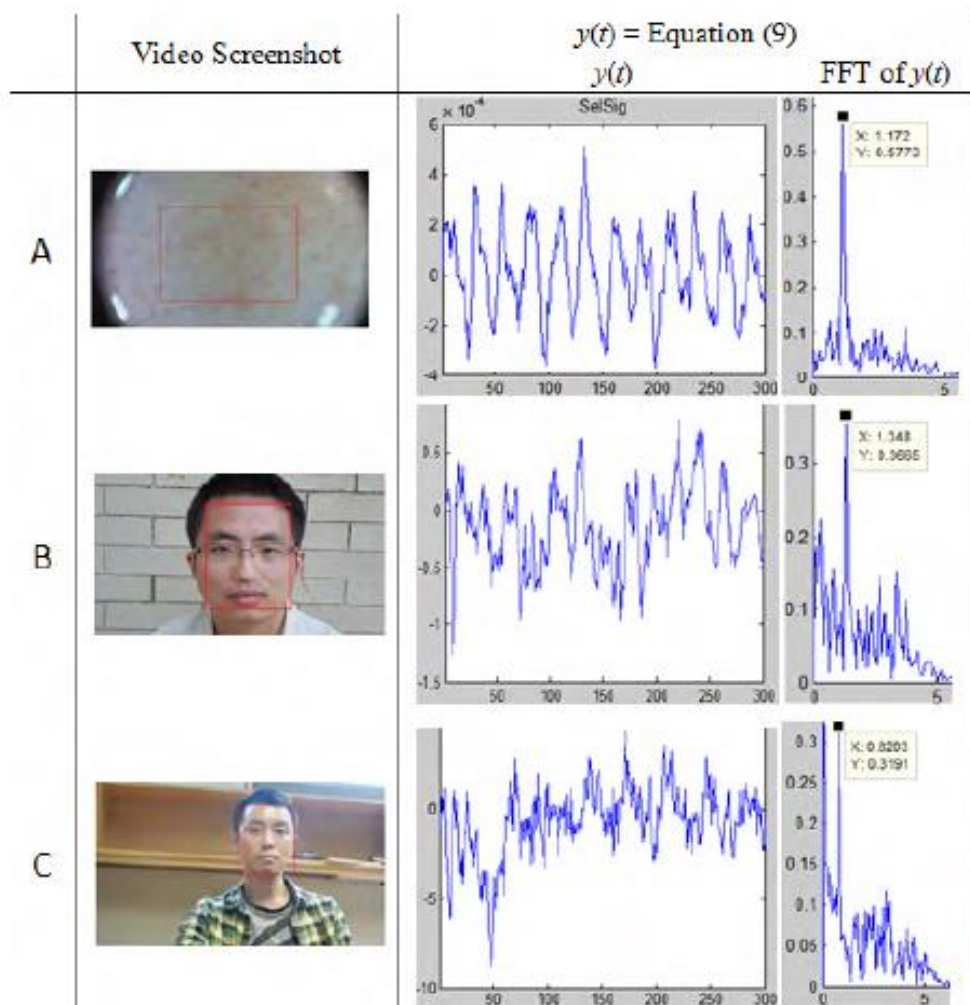 Video Screenshot
y(t) = Equation (9)
y(t)
FFT of y(t)
A
SelSig
x 10⁻⁴
6
4
2
0
-2
-4
50 100 150 200 250 300
X: 1.172
Y: 0.5773
0.6
0.5
0.4
0.3
0.2
0.1
0
0 5
B
0.5
0
-0.5
-1
-1.5
50 100 150 200 250 300
X: 1.348
Y: 0.3665
0.3
0.2
0.1
0
0 5
C
0
-5
-10
50 100 150 200 250 300
X: 0.8203
Y: 0.3191
0.3
0.25
0.2
0.15
0.1
0.05
0
0 5